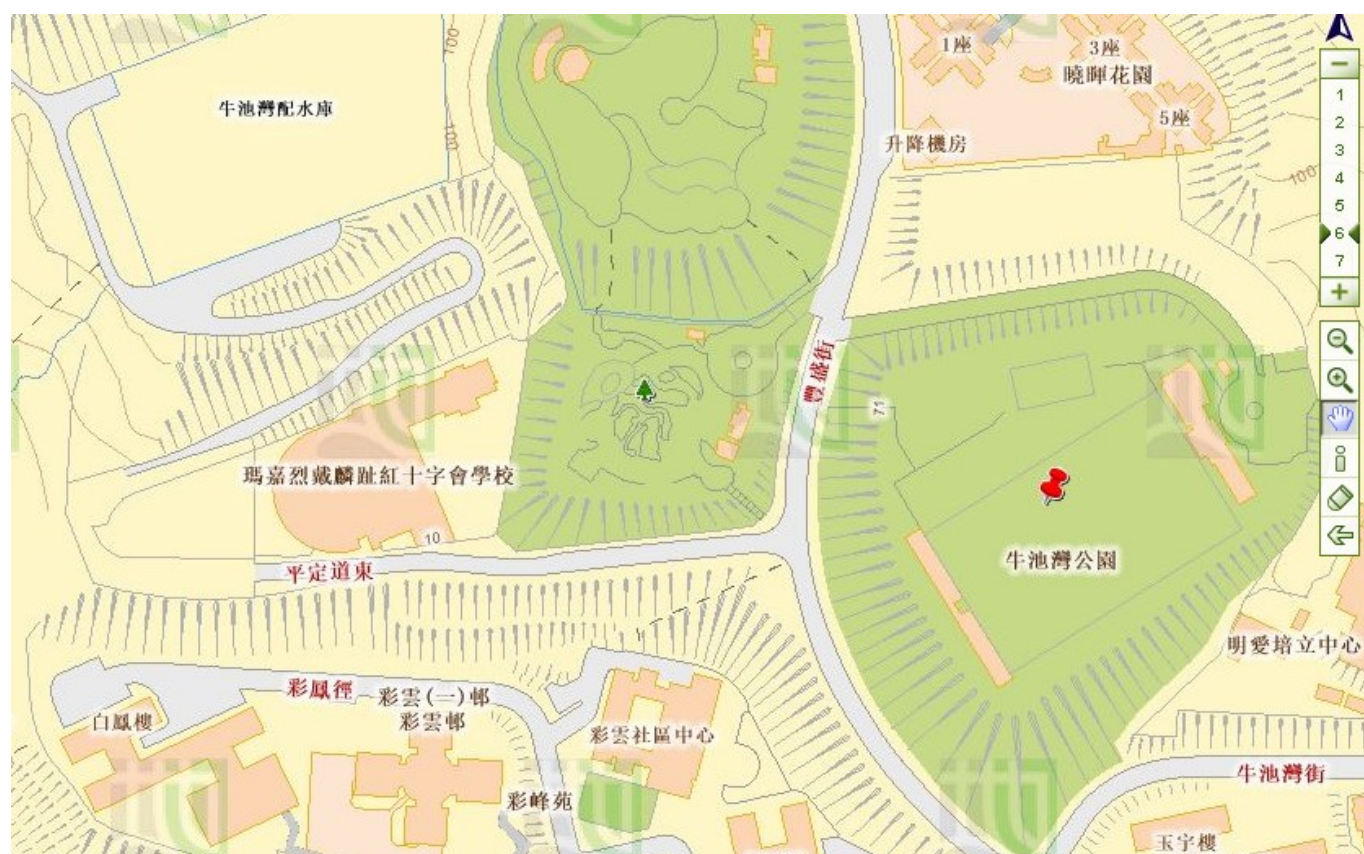 1座
3座
曉暉花園
5座
牛池灣配水庫
升降機房
100
100
100
豐盛街
71
瑪嘉烈戴麟趾紅十字會學校
10
平定道東
牛池灣公園
明愛培立中心
彩鳳徑
彩雲(一)邨
彩雲邨
白鳳樓
彩雲社區中心
牛池灣街
彩峰苑
玉宇樓
1
2
3
4
5
6
7